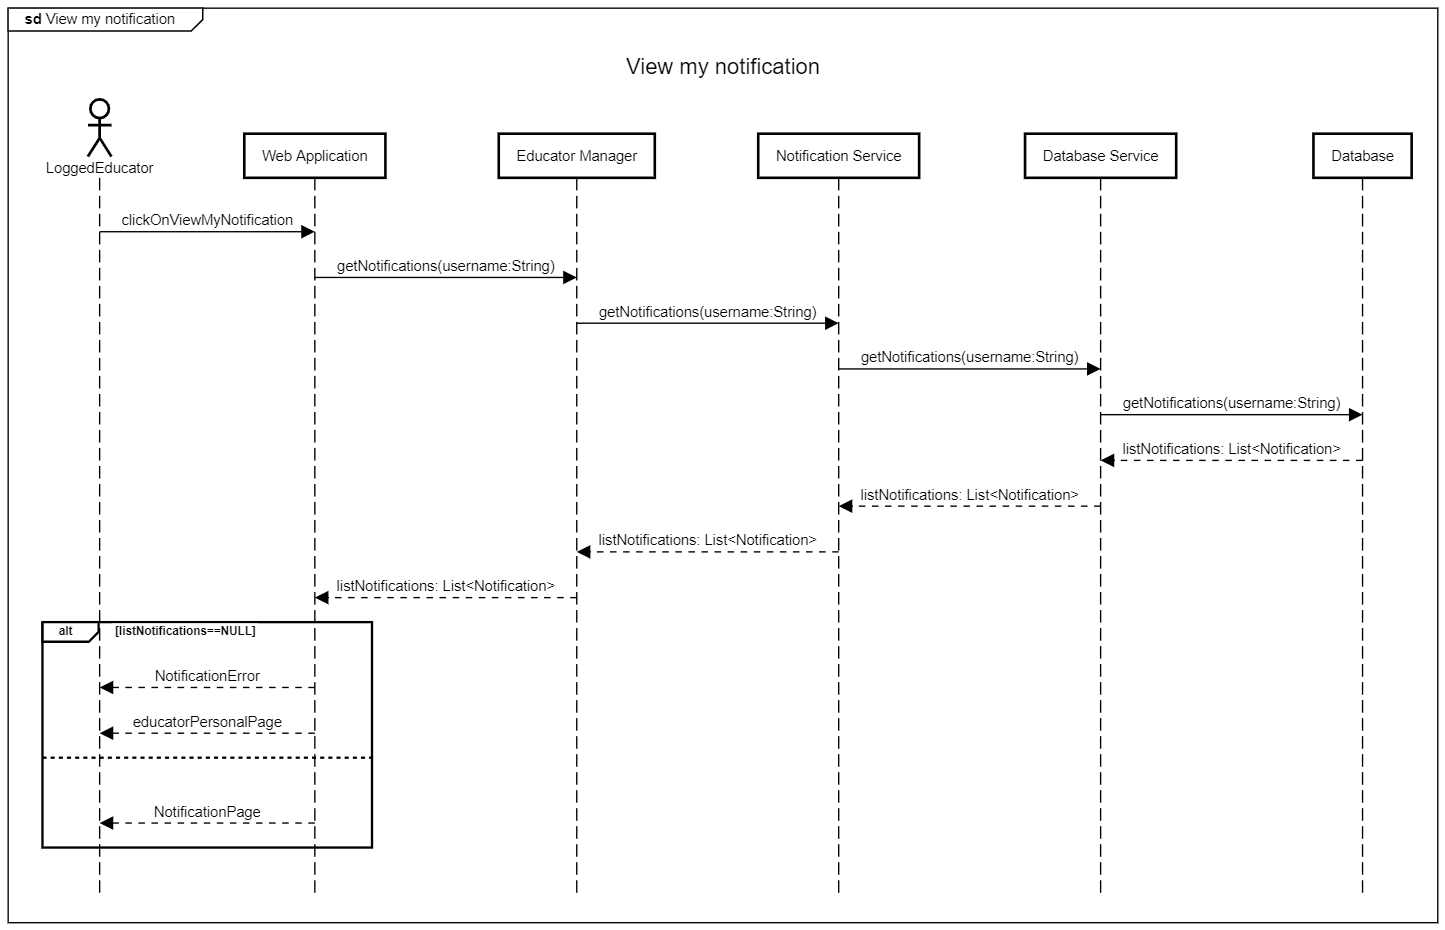 sd View my notification
View my notification
LoggedEducator
Web Application
Educator Manager
Notification Service
Database Service
Database
clickOnViewMyNotification
getNotifications(username:String)
getNotifications(username:String)
getNotifications(username:String)
getNotifications(username:String)
listNotifications: List<Notification>
listNotifications: List<Notification>
listNotifications: List<Notification>
listNotifications: List<Notification>
alt [listNotifications==NULL]
NotificationError
educatorPersonalPage
NotificationPage